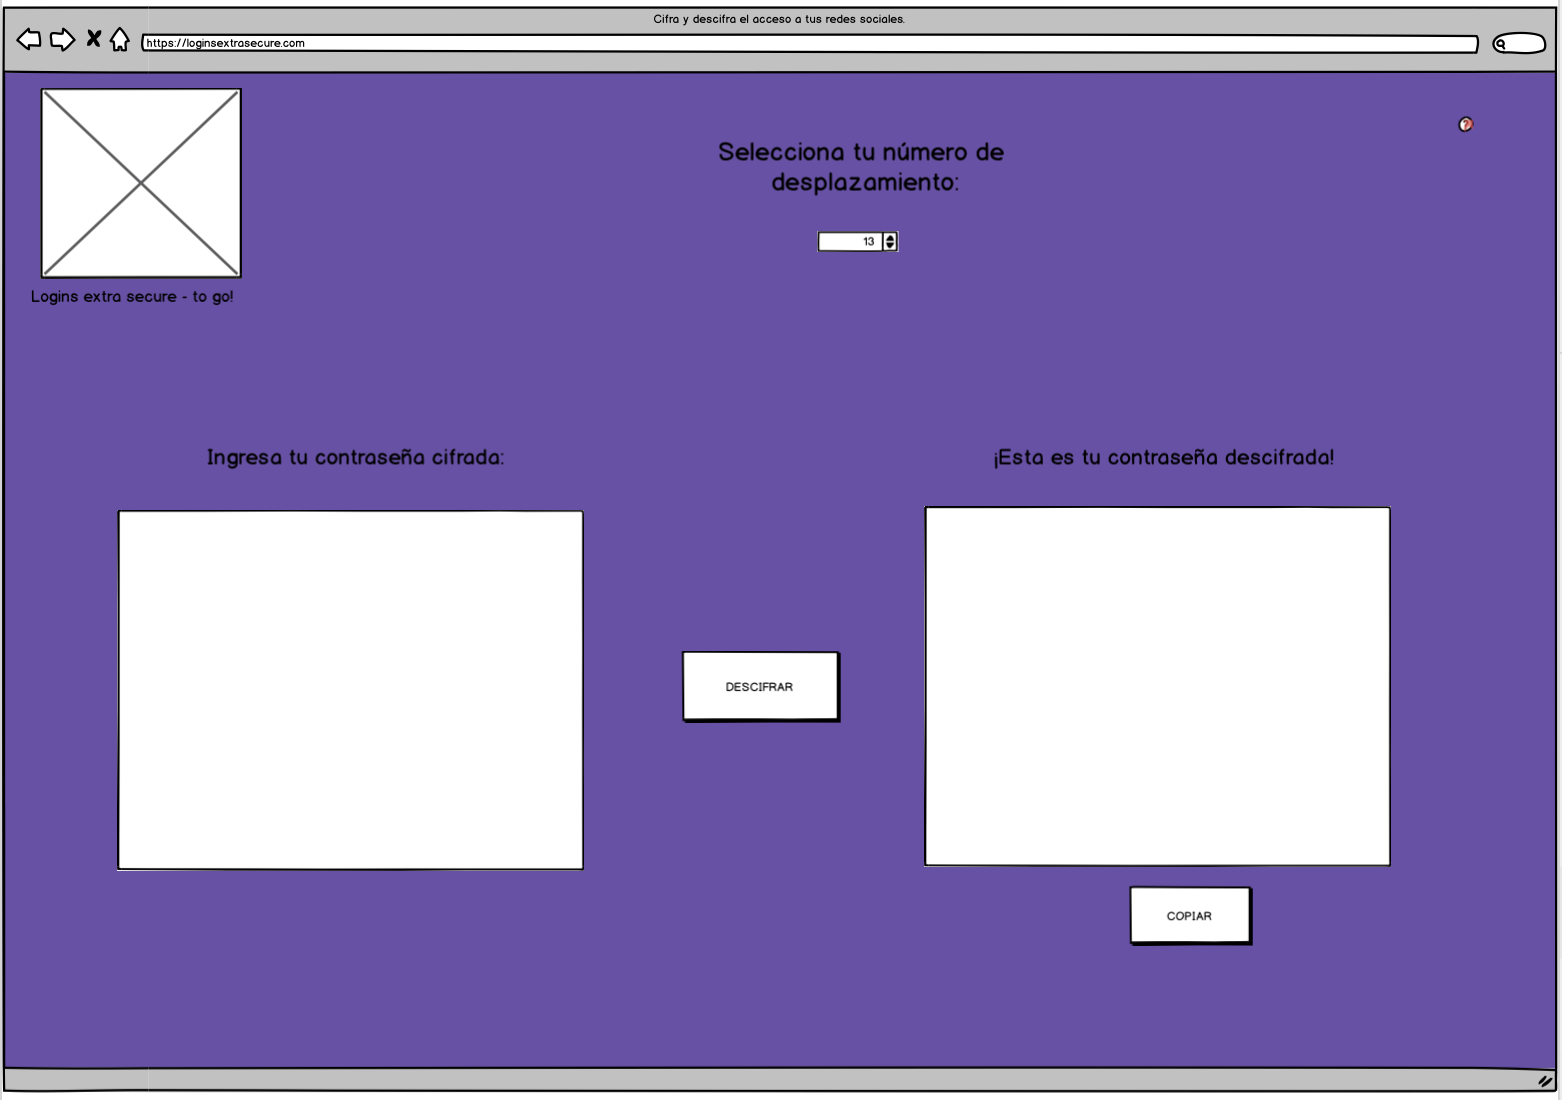 Cifra y descifra el acceso a tus redes sociales.
https://loginsextrasecure.com
?
Selecciona tu número de
desplazamiento:
13
Logins extra secure - to go!
Ingresa tu contraseña cifrada:
¡Esta es tu contraseña descifrada!
DESCIFRAR
COPIAR